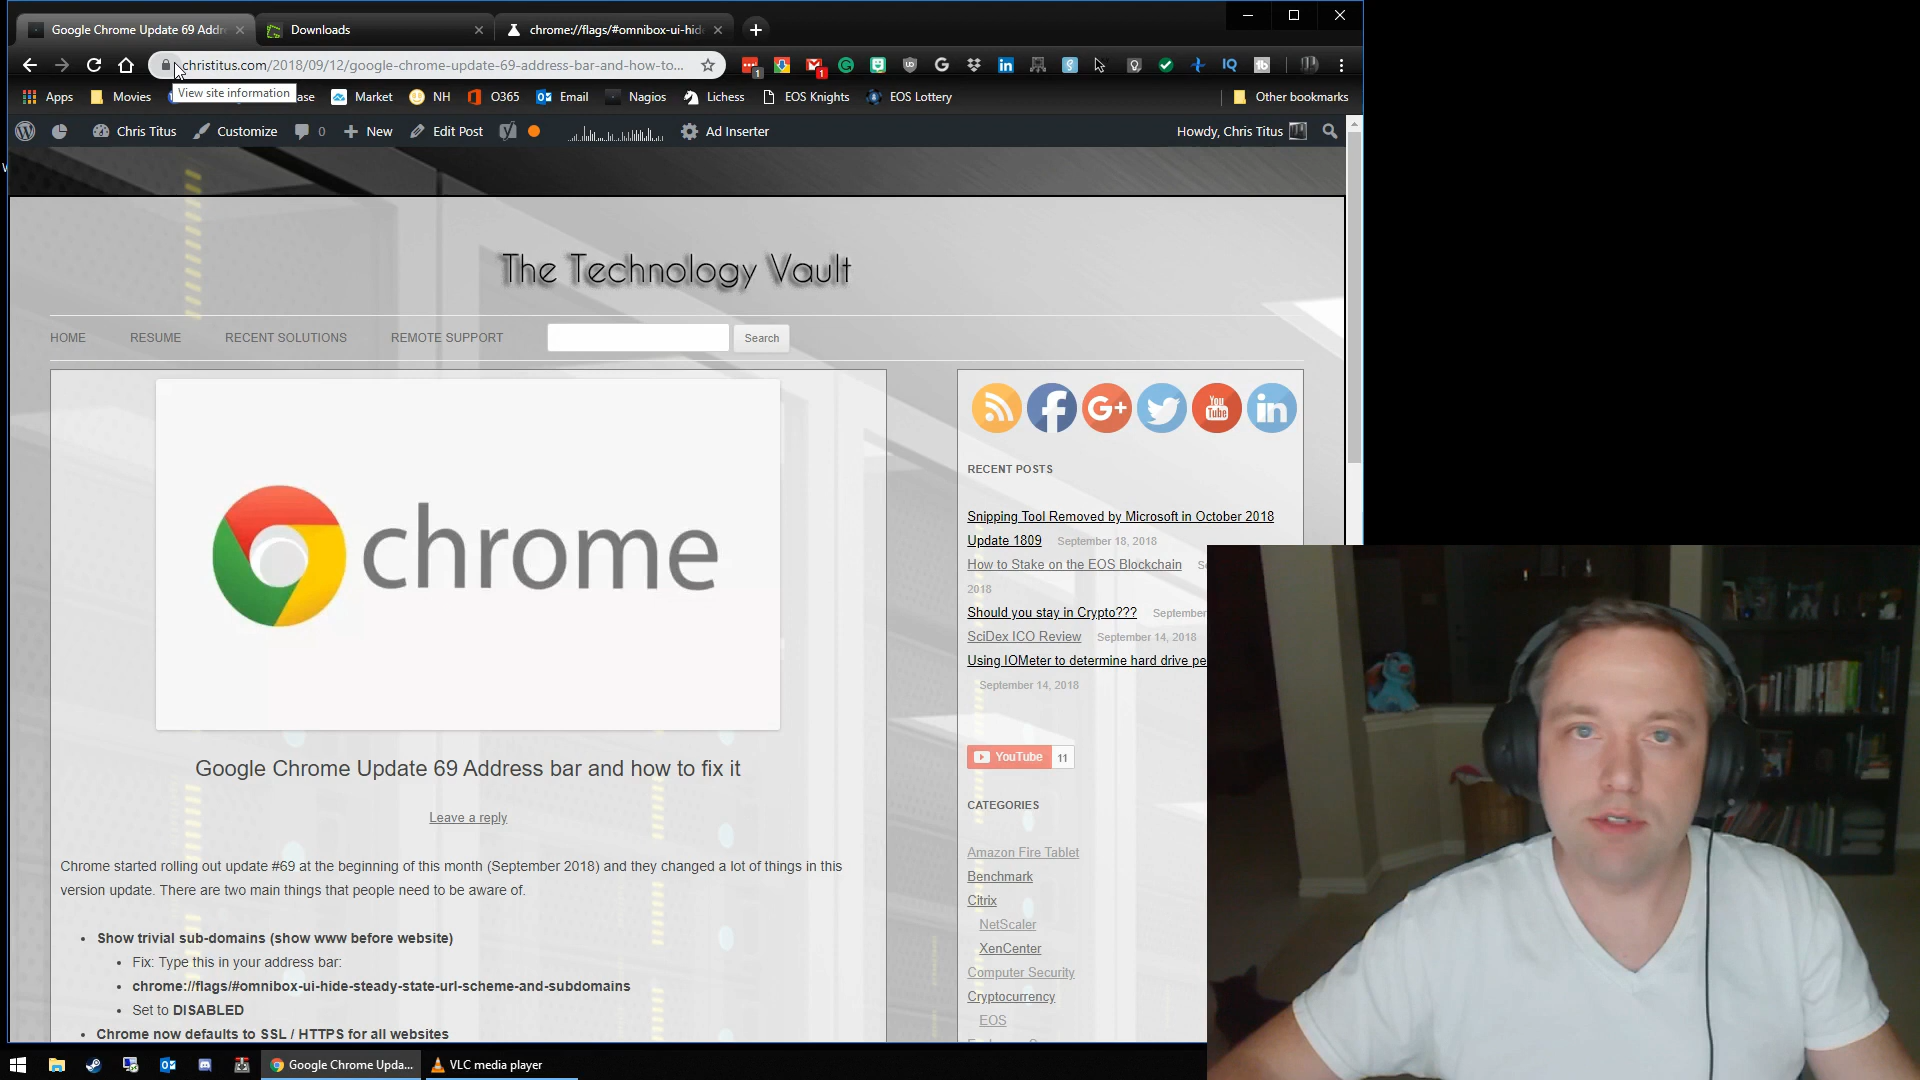 Google Chrome Update 69 Addr
Downloads
chrome://flags/#omnibox-ui-hid
christitus.com/2018/09/12/google-chrome-update-69-address-bar-and-how-to...
1
1
View site information
Apps
Movies
ase
Market
NH
O365
Email
Nagios
Lichess
EOS Knights
EOS Lottery
Other bookmarks
Chris Titus
Customize
0
New
Edit Post
Ad Inserter
Howdy, Chris Titus
The Technology Vault
HOME
RESUME
RECENT SOLUTIONS
REMOTE SUPPORT
Search
chrome
Google Chrome Update 69 Address bar and how to fix it
Leave a reply
Chrome started rolling out update #69 at the beginning of this month (September 2018) and they changed a lot of things in this
version update. There are two main things that people need to be aware of.
• Show trivial sub-domains (show www before website)
• Fix: Type this in your address bar:
• chrome://flags/#omnibox-ui-hide-steady-state-url-scheme-and-subdomains
• Set to DISABLED
• Chrome now defaults to SSL / HTTPS for all websites
G+
You Tube
in
RECENT POSTS
Snipping Tool Removed by Microsoft in October 2018
Update 1809 September 18, 2018
How to Stake on the EOS Blockchain
2018
Should you stay in Crypto??? September
SciDex ICO Review September 14, 2018
Using IOMeter to determine hard drive pe
September 14, 2018
YouTube 11
CATEGORIES
Amazon Fire Tablet
Benchmark
Citrix
NetScaler
XenCenter
Computer Security
Cryptocurrency
EOS
Google Chrome Upda...
VLC media player